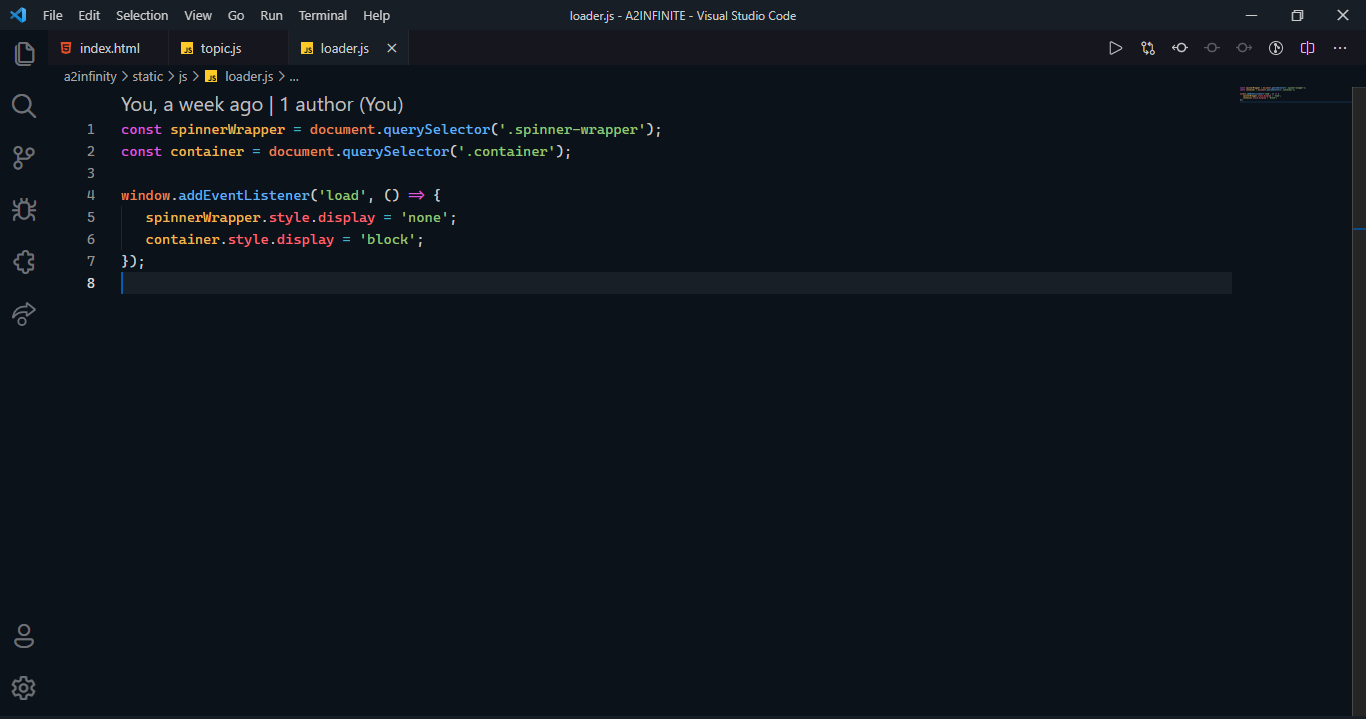 File Edit Selection View Go Run Terminal Help loader.js - A2INFINITE - Visual Studio Code
index.html JS topic.js JS loader.js
a2infinity > static > js > JS loader.js > ...
You, a week ago | 1 author (You)
1 const spinnerWrapper = document.querySelector('.spinner-wrapper');
2 const container = document.querySelector('.container');
3
4 window.addEventListener('load', () => {
5 spinnerWrapper.style.display = 'none';
6 container.style.display = 'block';
7 });
8